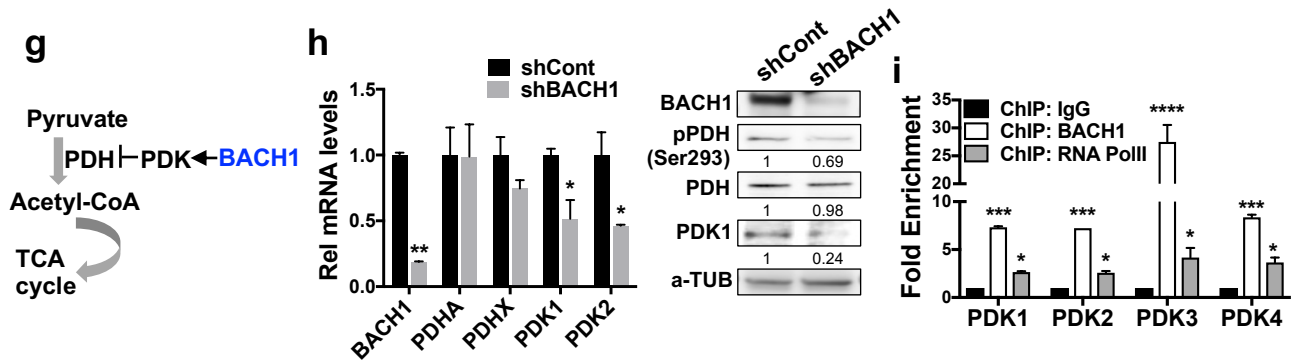 g
Pyruvate
PDH PDK BACH1
Acetyl-CoA
TCA
cycle
h
shCont
shBACH1
Rel mRNA levels
1.5
1.0
0.5
0.0
**
*
*
BACH1
PDHA
PDHX
PDK1
PDK2
shCont
shBACH1
BACH1
pPDH
(Ser293)
1 0.69
PDH
1 0.98
PDK1
1 0.24
a-TUB
i
ChIP: IgG
ChIP: BACH1
ChIP: RNA PolII
Fold Enrichment
35
30
25
20
10
5
0
***
*
***
*
****
*
***
*
PDK1 PDK2 PDK3 PDK4